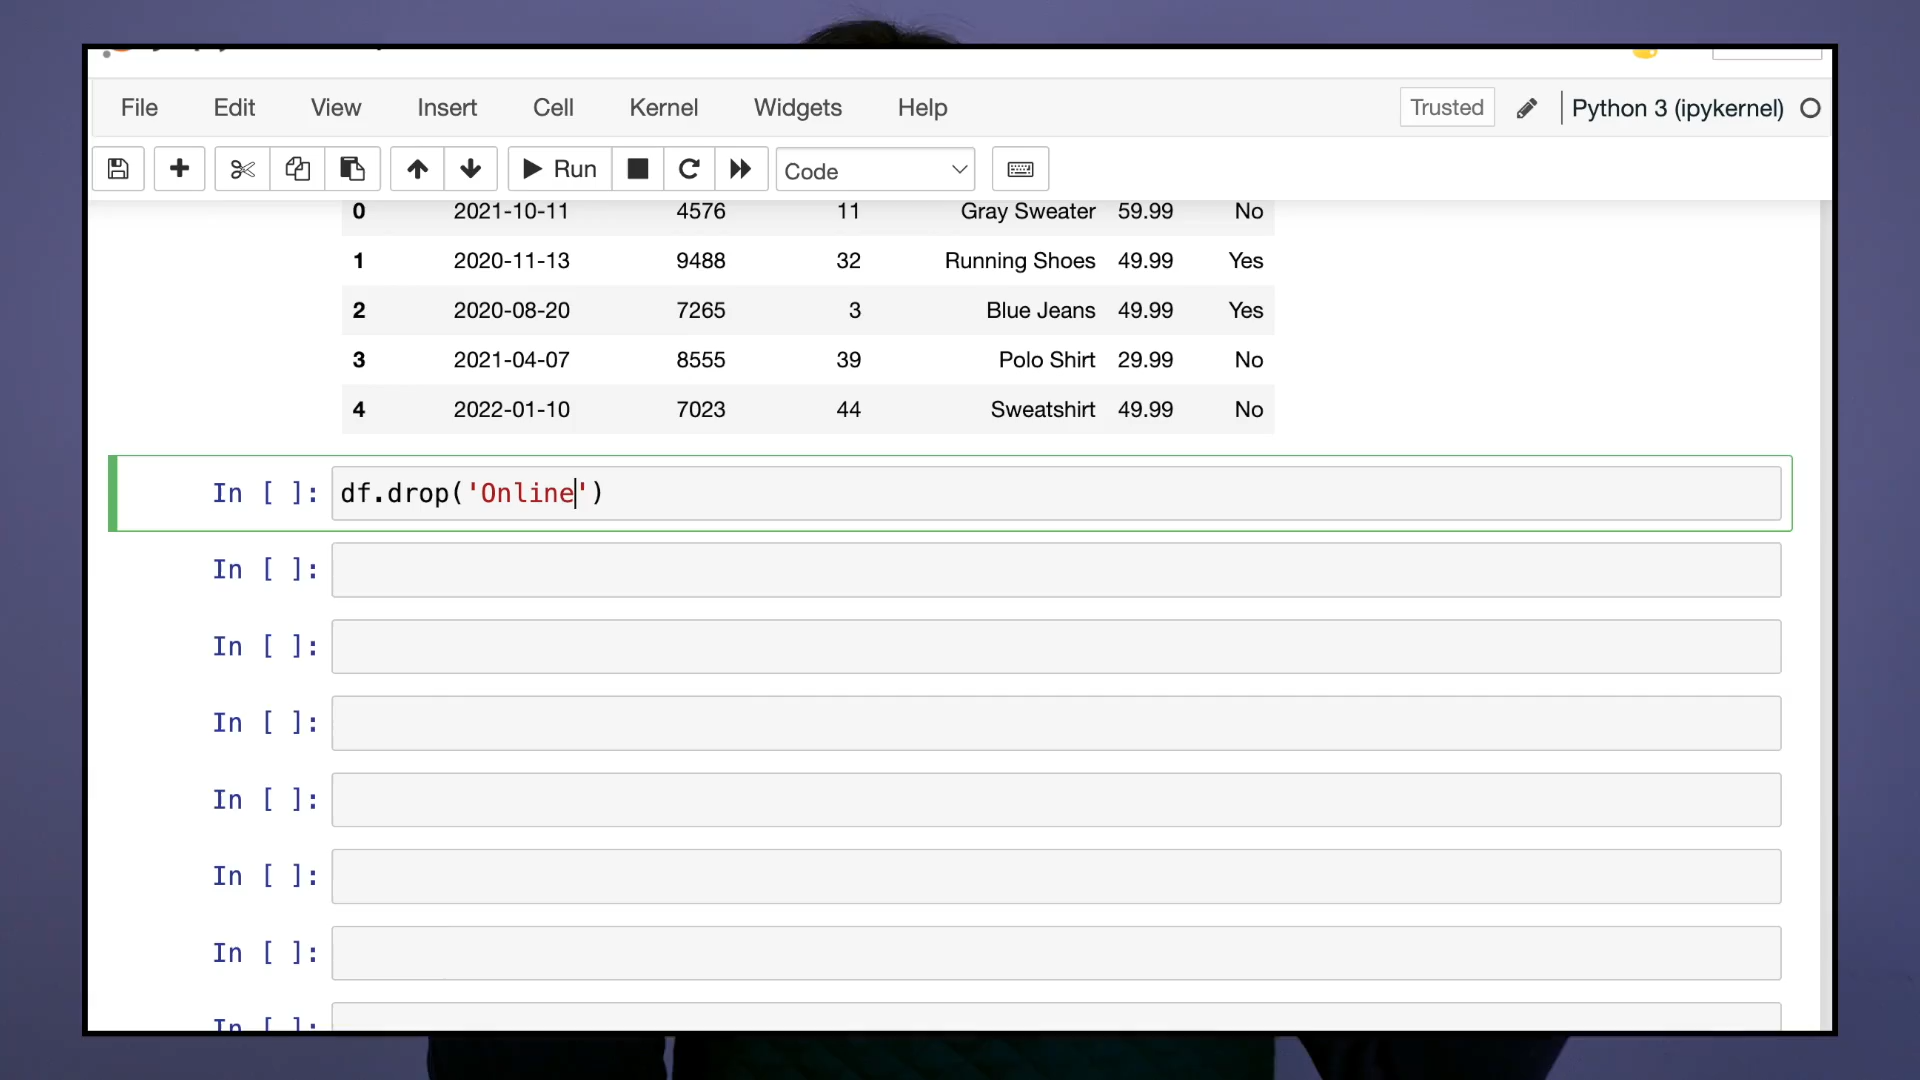 File Edit View Insert Cell Kernel Widgets Help Trusted Python 3 (ipykernel)
Run Code
0 2021-10-11 4576 11 Gray Sweater 59.99 No
1 2020-11-13 9488 32 Running Shoes 49.99 Yes
2 2020-08-20 7265 3 Blue Jeans 49.99 Yes
3 2021-04-07 8555 39 Polo Shirt 29.99 No
4 2022-01-10 7023 44 Sweatshirt 49.99 No
In [ ]: df.drop('Online')
In [ ]:
In [ ]:
In [ ]:
In [ ]:
In [ ]:
In [ ]:
In [ ]: